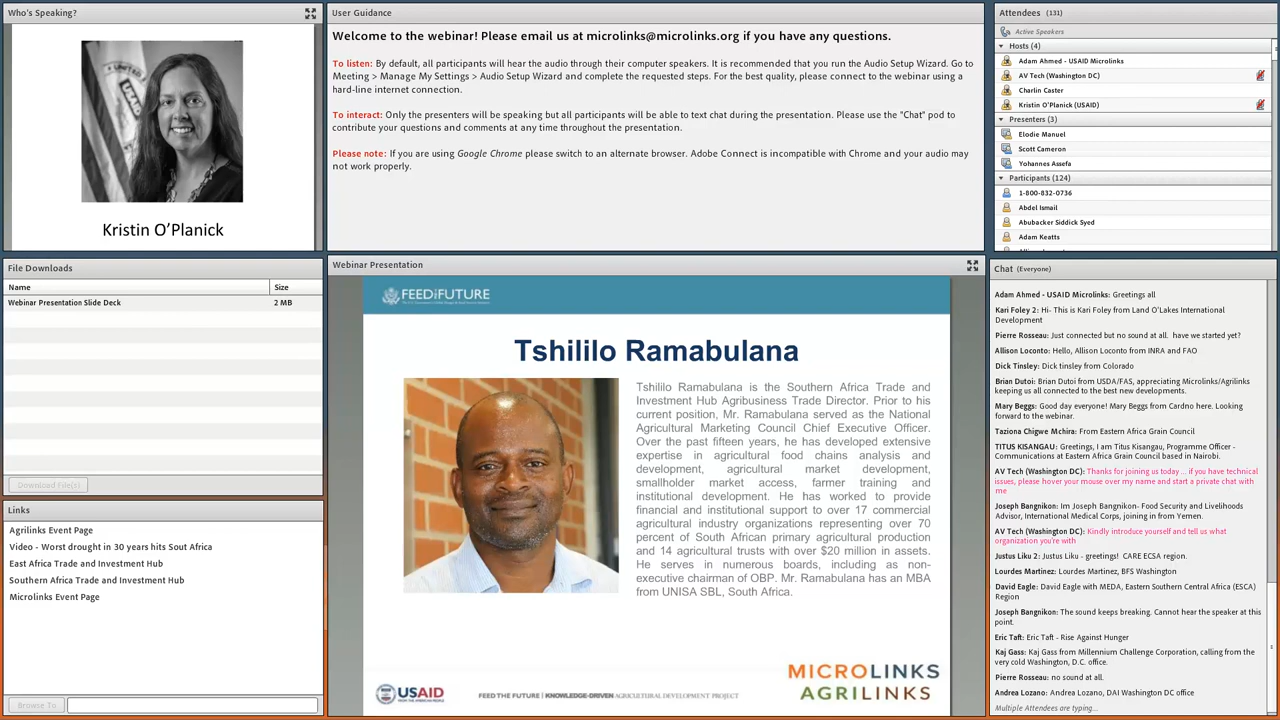 Who's Speaking?
Kristin O'Planick
User Guidance
Welcome to the webinar! Please email us at microlinks@microlinks.org if you have any questions.
To listen: By default, all participants will hear the audio through their computer speakers. It is recommended that you run the Audio Setup Wizard. Go to
Meeting > Manage My Settings > Audio Setup Wizard and complete the requested steps. For the best quality, please connect to the webinar using a
hard-line internet connection.
To interact: Only the presenters will be speaking but all participants will be able to text chat during the presentation. Please use the "Chat" pod to
contribute your questions and comments at any time throughout the presentation.
Please note: If you are using Google Chrome please switch to an alternate browser. Adobe Connect is incompatible with Chrome and your audio may
not work properly.
Attendees (131)
Active Speakers
Hosts (4)
Adam Ahmed - USAID Microlinks
AV Tech (Washington DC)
Charlin Caster
Kristin O'Planick (USAID)
Presenters (3)
Elodie Manuel
Scott Cameron
Yohannes Assefa
Participants (124)
1-800-832-0736
Abdel Ismail
Abubacker Siddick Syed
Adam Keatts
File Downloads
Name Size
Webinar Presentation Slide Deck 2 MB
Download File(s)
Links
Agrilinks Event Page
Video - Worst drought in 30 years hits Sout Africa
East Africa Trade and Investment Hub
Southern Africa Trade and Investment Hub
Microlinks Event Page
Browse To
Webinar Presentation
FEED THE FUTURE
Tshililo Ramabulana
Tshililo Ramabulana is the Southern Africa Trade and
Investment Hub Agribusiness Trade Director. Prior to his
current position, Mr. Ramabulana served as the National
Agricultural Marketing Council Chief Executive Officer.
Over the past fifteen years, he has developed extensive
expertise in agricultural food chains analysis and
development, agricultural market development,
smallholder market access, farmer training and
institutional development. He has worked to provide
financial and institutional support to over 17 commercial
agricultural industry organizations representing over 70
percent of South African primary agricultural production
and 14 agricultural trusts with over $20 million in assets.
He serves in numerous boards, including as non-
executive chairman of OBP. Mr. Ramabulana has an MBA
from UNISA SBL, South Africa.
USAID
FROM THE AMERICAN PEOPLE
FEED THE FUTURE | KNOWLEDGE-DRIVEN AGRICULTURAL DEVELOPMENT PROJECT
MICROLINKS
AGRILINKS
Chat (Everyone)
Adam Ahmed - USAID Microlinks: Greetings all
Kari Foley 2: Hi- This is Kari Foley from Land O'Lakes International
Development
Pierre Rosseau: Just connected but no sound at all. have we started yet?
Allison Loconto: Hello, Allison Loconto from INRA and FAO
Dick Tinsley: Dick tinsley from Colorado
Brian Dutoi: Brian Dutoi from USDA/FAS, appreciating Microlinks/Agrilinks
keeping us all connected to the best new developments.
Mary Beggs: Good day everyone! Mary Beggs from Cardno here. Looking
forward to the webinar.
Taziona Chigwe Mchira: From Eastern Africa Grain Council
TITUS KISANGAU: Greetings, I am Titus Kisangau, Programme Officer -
Communications at Eastern Africa Grain Council based in Nairobi.
AV Tech (Washington DC): Thanks for joining us today ... if you have technical
issues, please hover your mouse over my name and start a private chat with
me
Joseph Bangnikon: Im Joseph Bangnikon- Food Security and Livelihoods
Advisor, International Medical Corps, joining in from Yemen.
AV Tech (Washington DC): Kindly introduce yourself and tell us what
organization you're with
Justus Liku 2: Justus Liku - greetings! CARE ECSA region.
Lourdes Martinez: Lourdes Martinez, BFS Washington
David Eagle: David Eagle with MEDA, Eastern Southern Central Africa (ESCA)
Region
Joseph Bangnikon: The sound keeps breaking. Cannot hear the speaker at this
point.
Eric Taft: Eric Taft - Rise Against Hunger
Kaj Gass: Kaj Gass from Millennium Challenge Corporation, calling from the
very cold Washington, D.C. office.
Pierre Rosseau: no sound at all.
Andrea Lozano: Andrea Lozano, DAI Washington DC office
Multiple Attendees are typing...